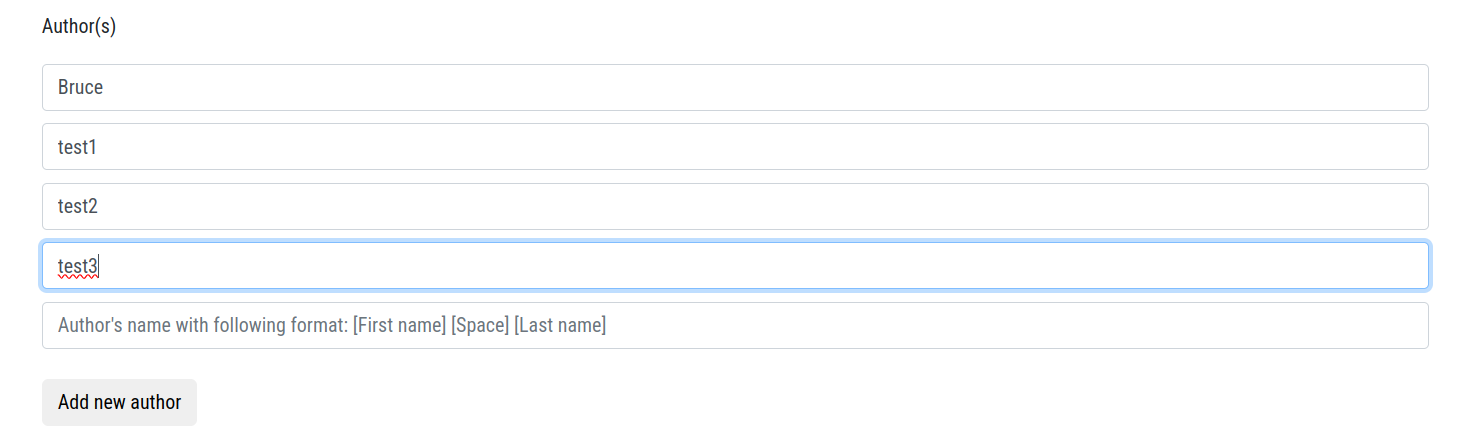 Author(s)
Bruce
test1
test2
test3
Author's name with following format: [First name] [Space] [Last name]
Add new author